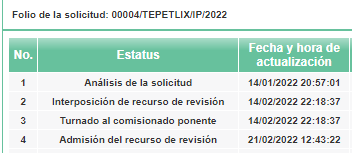 Folio de la solicitud: 00004/TEPETLIX/IP/2022
No. Estatus Fecha y hora de actualización
1 Análisis de la solicitud 14/01/2022 20:57:01
2 Interposición de recurso de revisión 14/02/2022 22:18:37
3 Turnado al comisionado ponente 14/02/2022 22:18:37
4 Admisión del recurso de revisión 21/02/2022 12:43:22